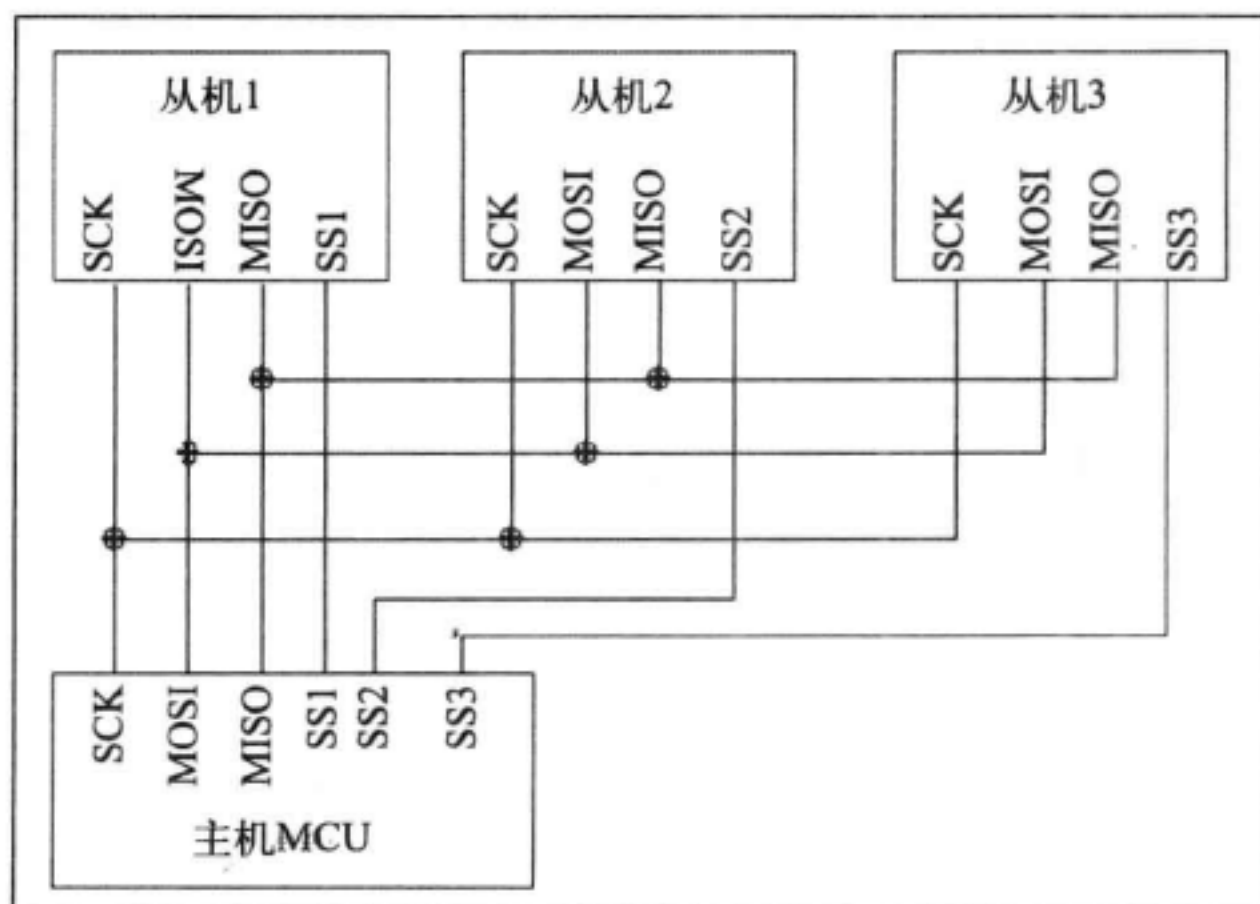 从机1
SCK
MOSI
MISO
SS1
从机2
SCK
MOSI
MISO
SS2
从机3
SCK
MOSI
MISO
SS3
SCK
MOSI
MISO
SS1
SS2
SS3
主机MCU